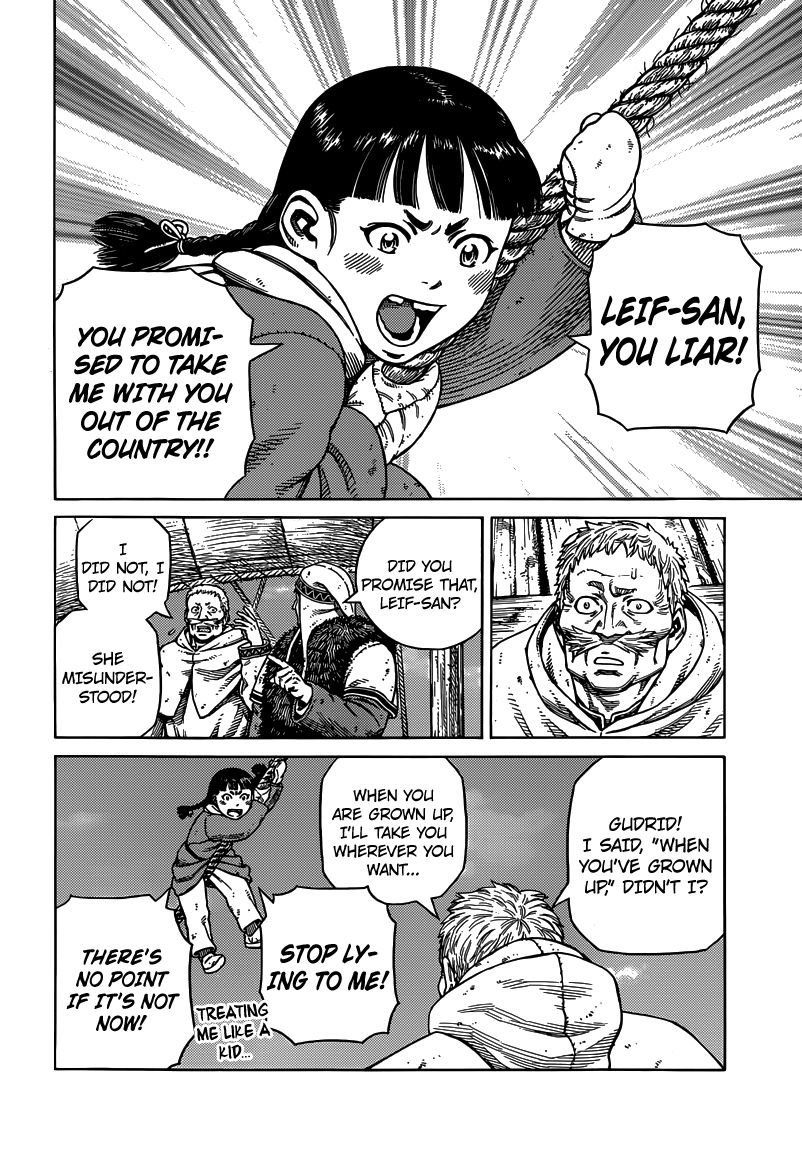 LEIF-SAN,
YOU LIAR!
YOU PROMI-
SED TO TAKE
ME WITH YOU
OUT OF THE
COUNTRY!!
DID YOU
PROMISE THAT,
LEIF-SAN?
I
DID NOT, I
DID NOT!
SHE
MISUNDER-
STOOD!
GUDRID!
I SAID, "WHEN
YOU'VE GROWN
UP," DIDN'T I?
WHEN YOU
ARE GROWN UP,
I'LL TAKE YOU
WHEREVER YOU
WANT...
STOP LY-
ING TO ME!
TREATING
ME LIKE A
KID...
THERE'S
NO POINT
IF IT'S NOT
NOW!